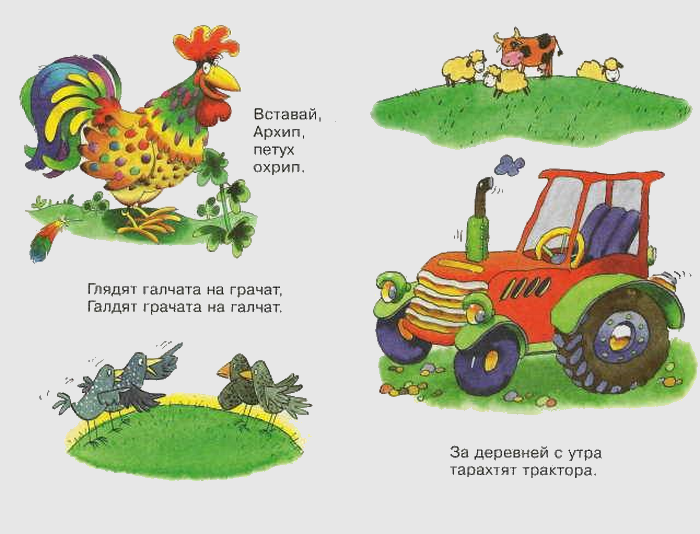 Вставай,
Архип,
петух
охрип.
Глядят галчата на грачат,
Галдят грачата на галчат.
За деревней с утра
тарахтят трактора.